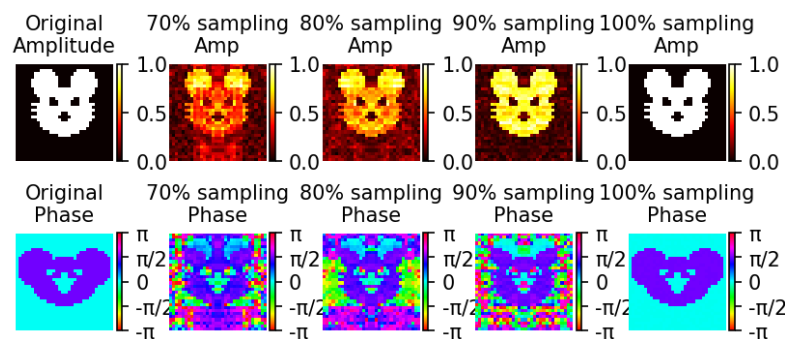 Original 70% sampling 80% sampling 90% sampling 100% sampling
Amplitude Amp Amp Amp Amp
1.0 1.0 1.0 1.0
0.5 0.5 0.5 0.5
0.0 0.0 0.0 0.0
Original 70% sampling 80% sampling 90% sampling 100% sampling
Phase Phase Phase Phase Phase
π π π π π
π/2 π/2 π/2 π/2 π/2
0 0 0 0 0
-π/2 -π/2 -π/2 -π/2 -π/2
-π -π -π -π -π